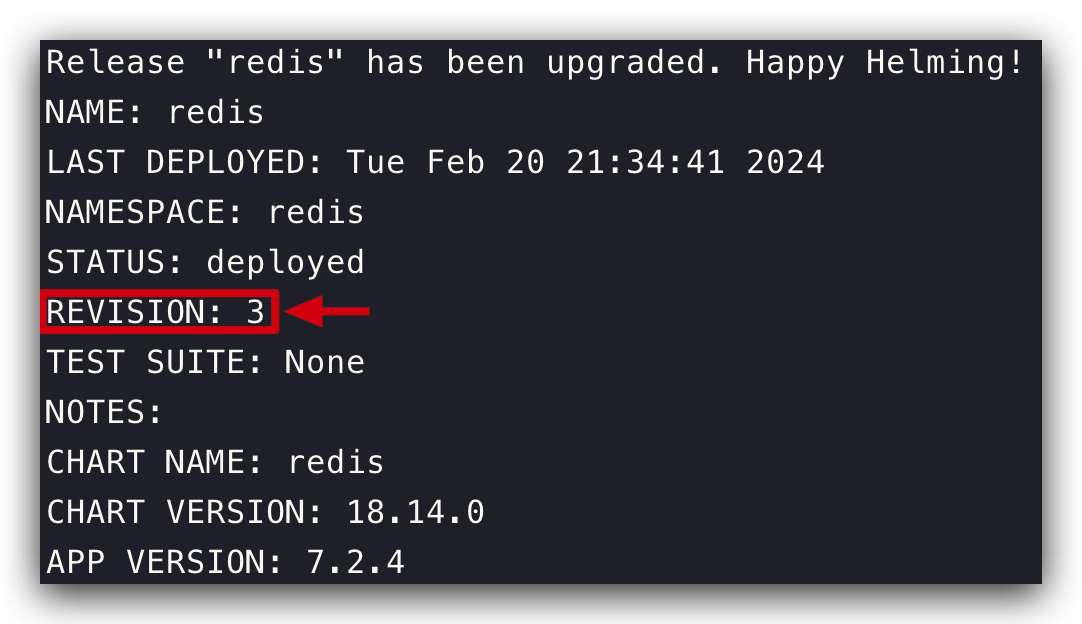 Release "redis" has been upgraded. Happy Helming!
NAME: redis
LAST DEPLOYED: Tue Feb 20 21:34:41 2024
NAMESPACE: redis
STATUS: deployed
REVISION: 3
TEST SUITE: None
NOTES:
CHART NAME: redis
CHART VERSION: 18.14.0
APP VERSION: 7.2.4